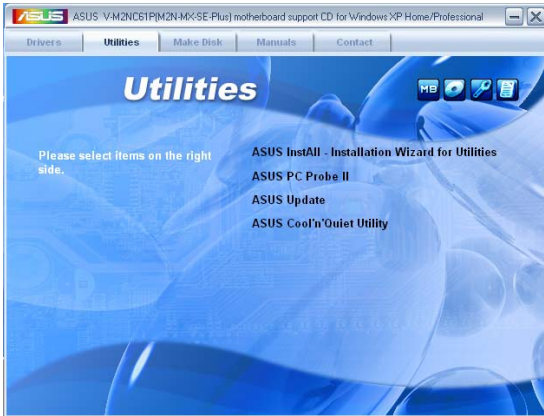 ASUS V-M2NC61P(M2N-MX-SE-Plus) motherboard support CD for Windows XP Home/Professional
Drivers Utilities Make Disk Manuals Contact
Utilities
MB
Please select items on the right
side.
ASUS InstAll - Installation Wizard for Utilities
ASUS PC Probe II
ASUS Update
ASUS Cool'n'Quiet Utility